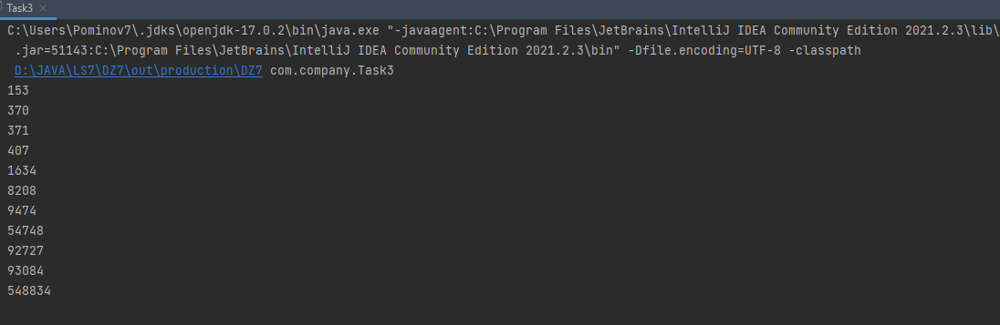 Task3
C:\Users\Pominov7\.jdks\openjdk-17.0.2\bin\java.exe "-javaagent:C:\Program Files\JetBrains\IntelliJ IDEA Community Edition 2021.2.3\lib\
.jar=51143:C:\Program Files\JetBrains\IntelliJ IDEA Community Edition 2021.2.3\bin" -Dfile.encoding=UTF-8 -classpath
D:\JAVA\LS7\DZ7\out\production\DZ7 com.company.Task3
153
370
371
407
1634
8208
9474
54748
92727
93084
548834